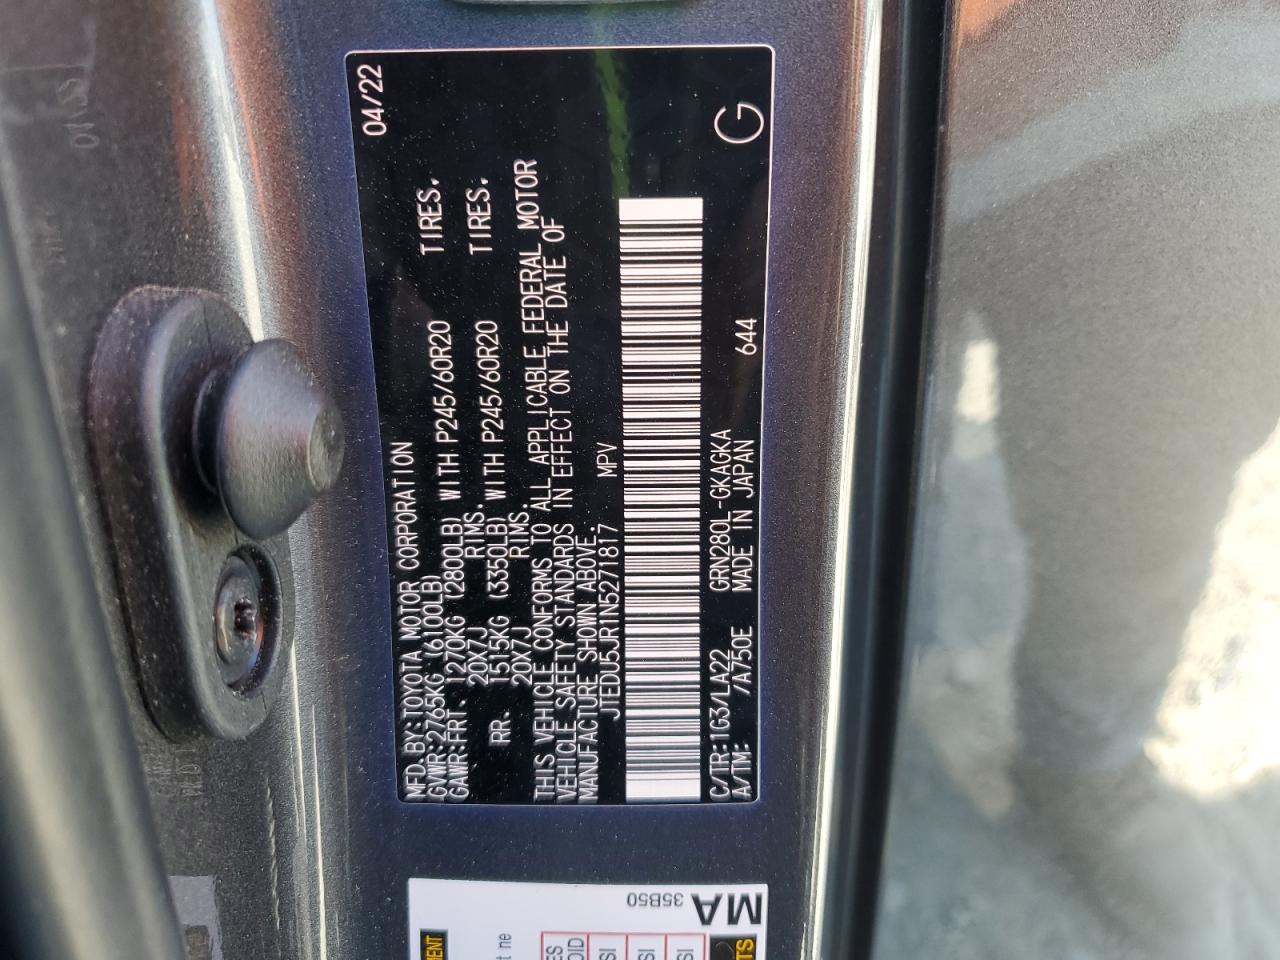 04/22
MFD.BY:TOYOTA MOTOR CORPORATION
GVWR:2765KG (6100LB)
GAWR:FRT. 1270KG (2800LB) WITH P245/60R20 TIRES.
20X7J RIMS.
RR. 1515KG (3350LB) WITH P245/60R20 TIRES.
20X7J RIMS.
THIS VEHICLE CONFORMS TO ALL APPLICABLE FEDERAL MOTOR
VEHICLE SAFETY STANDARDS IN EFFECT ON THE DATE OF
MANUFACTURE SHOWN ABOVE.
JTEDU5JR1N5271817 MPV
C/TR:1G3/LA22 GRN280L-GKAGKA 644
A/TM: /A750E MADE IN JAPAN
G
MA
35B50